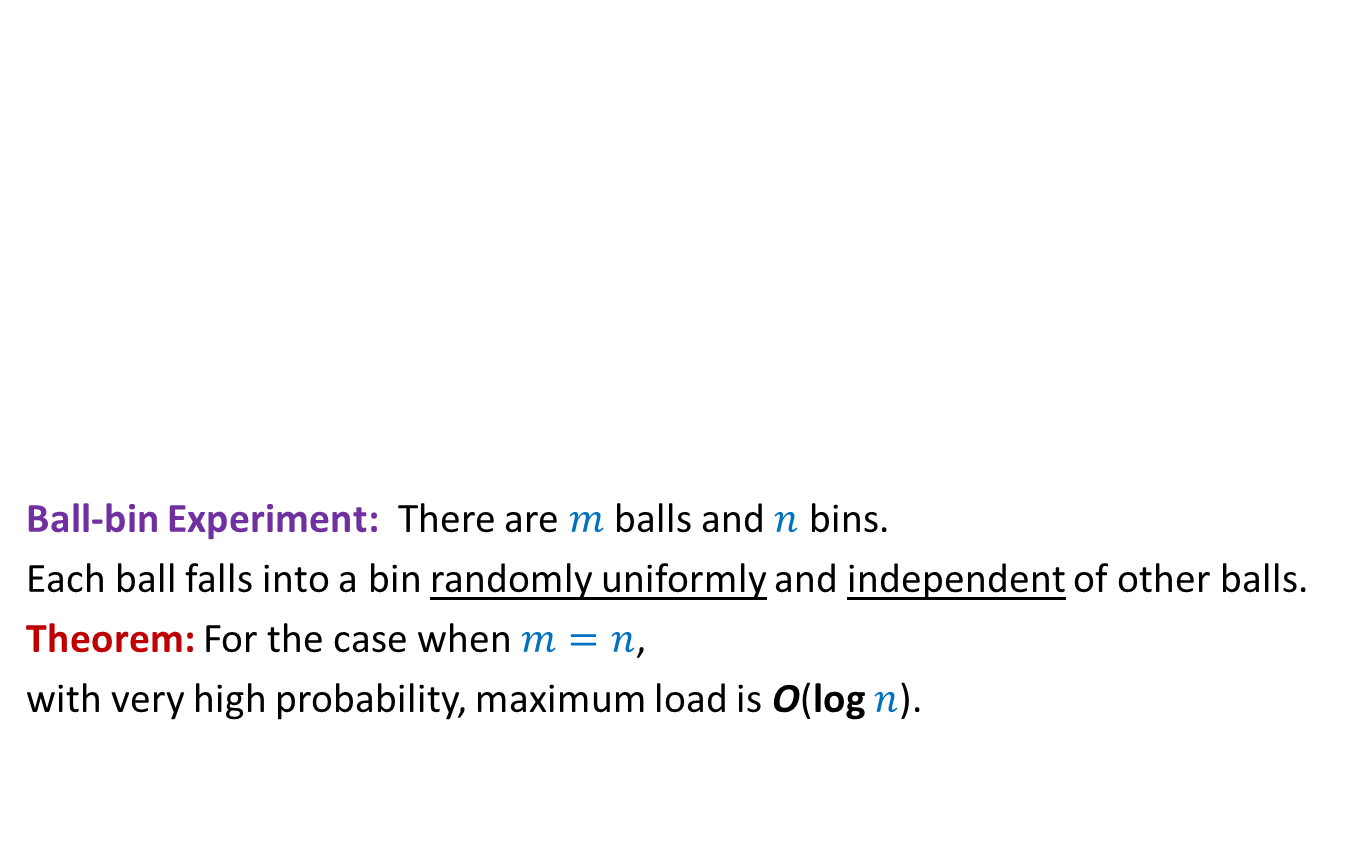 Ball-bin Experiment: There are m balls and n bins.
Each ball falls into a bin randomly uniformly and independent of other balls.
Theorem: For the case when m = n,
with very high probability, maximum load is O(log n).